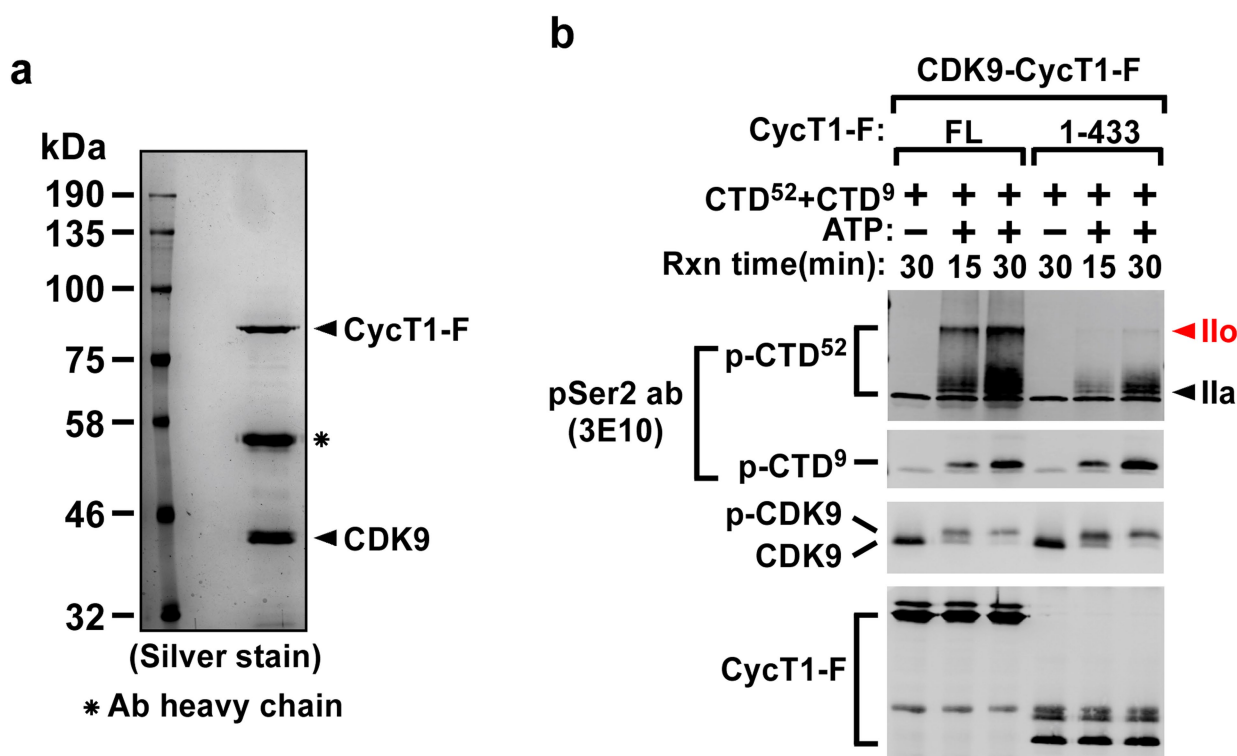 a
kDa
190
135
100
75
58
46
32
CycT1-F
*
CDK9
(Silver stain)
* Ab heavy chain
b
CDK9-CycT1-F
CycT1-F: FL 1-433
CTD⁵²+CTD⁹ + + + + + +
ATP: − + + − + +
Rxn time(min): 30 15 30 30 15 30
pSer2 ab
(3E10)
p-CTD⁵²
IIo
IIa
p-CTD⁹
p-CDK9
CDK9
CycT1-F